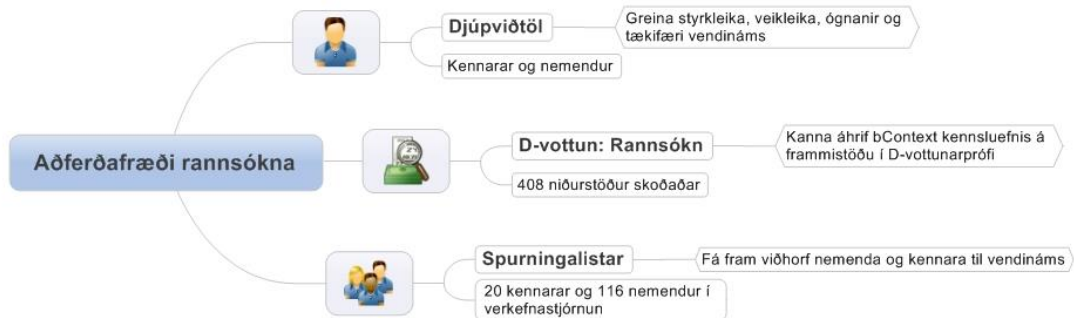 Aðferðafræði rannsókna
Djúpviðtöl
Greina styrkleika, veikleika, ógnanir og
tækifæri vendináms
Kennarar og nemendur
D-vottun: Rannsókn
Kanna áhrif bContext kennsluefnis á
frammistöðu í D-vottunarprófi
408 niðurstöður skoðaðar
Spurningalistar
Fá fram viðhorf nemenda og kennara til vendináms
20 kennarar og 116 nemendur í
verkefnastjórnun